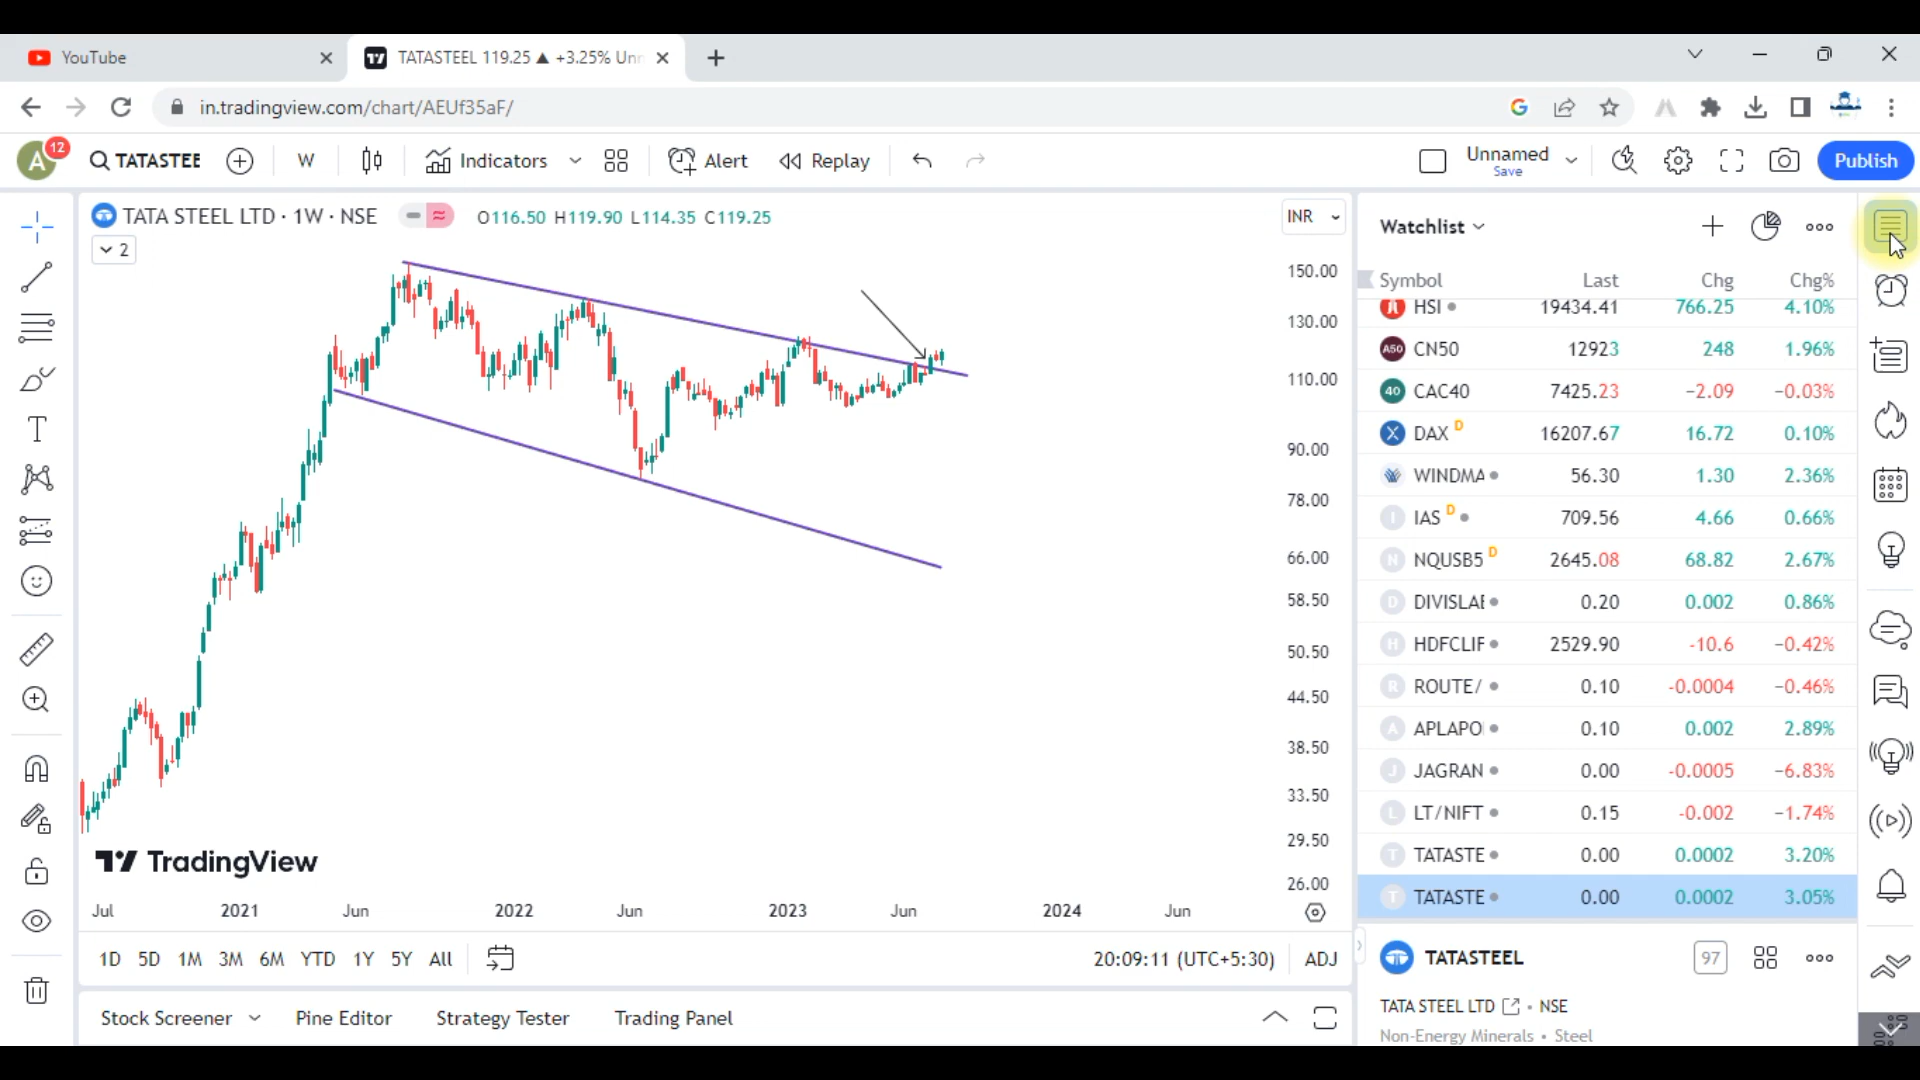 YouTube
TATASTEEL 119.25 ▲ +3.25% Unn
in.tradingview.com/chart/AEUf35aF/
A 12 TATASTEE W Indicators Alert Replay Unnamed Save Publish
TATA STEEL LTD · 1W · NSE O116.50 H119.90 L114.35 C119.25 INR
2
150.00
130.00
110.00
90.00
78.00
66.00
58.50
50.50
44.50
38.50
33.50
29.50
26.00
TradingView
Jul 2021 Jun 2022 Jun 2023 Jun 2024 Jun
1D 5D 1M 3M 6M YTD 1Y 5Y All 20:09:11 (UTC+5:30) ADJ
Stock Screener Pine Editor Strategy Tester Trading Panel
Watchlist
Symbol Last Chg Chg%
HSI 19434.41 766.25 4.10%
A50 CN50 12923 248 1.96%
40 CAC40 7425.23 −2.09 −0.03%
DAX D 16207.67 16.72 0.10%
WINDMA 56.30 1.30 2.36%
I IAS D 709.56 4.66 0.66%
N NQUSB5 D 2645.08 68.82 2.67%
D DIVISLAE 0.20 0.002 0.86%
H HDFCLIF 2529.90 -10.6 −0.42%
R ROUTE/ 0.10 -0.0004 −0.46%
A APLAPO 0.10 0.002 2.89%
J JAGRAN 0.00 -0.0005 −6.83%
L LT/NIFT 0.15 -0.002 −1.74%
T TATASTE 0.00 0.0002 3.20%
T TATASTE 0.00 0.0002 3.05%
TATASTEEL 97
TATA STEEL LTD • NSE
Non-Energy Minerals • Steel